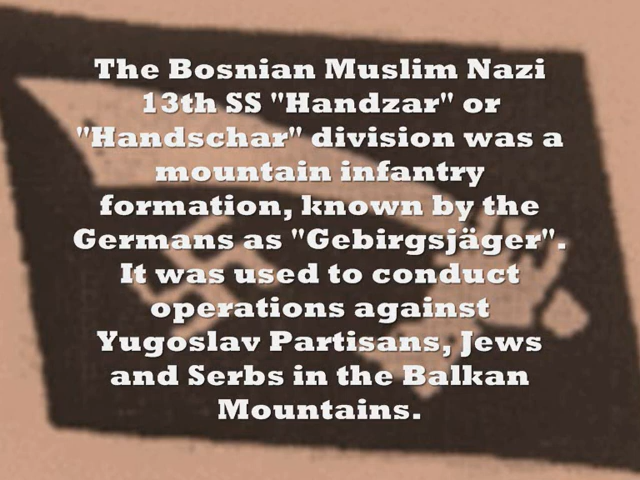 The Bosnian Muslim Nazi
13th SS "Handzar" or
"Handschar" division was a
mountain infantry
formation, known by the
Germans as "Gebirgsjäger".
It was used to conduct
operations against
Yugoslav Partisans, Jews
and Serbs in the Balkan
Mountains.